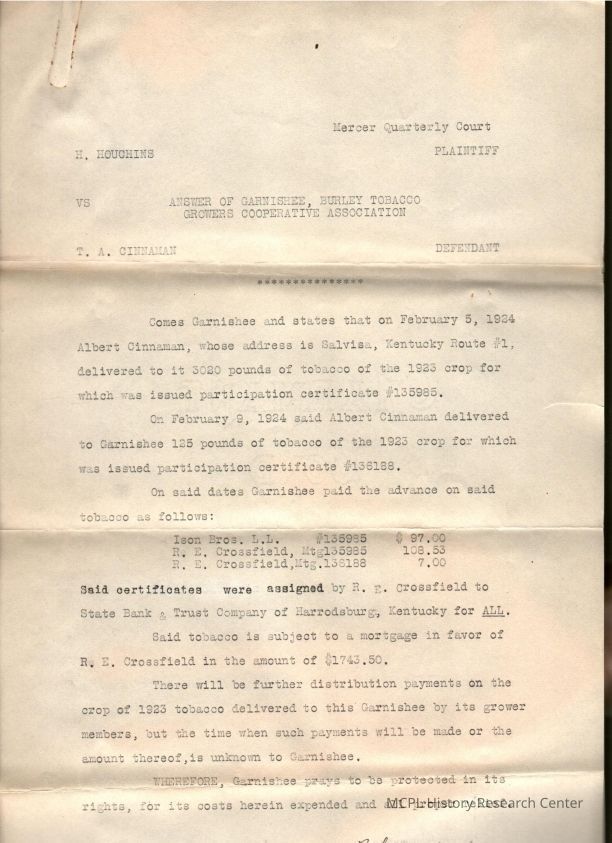 Mercer Quarterly Court
H. HOUCHINS PLAINTIFF
VS ANSWER OF GARNISHEE, BURLEY TOBACCO
GROWERS COOPERATIVE ASSOCIATION
T. A. CINNAMAN DEFENDANT
***************
Comes Garnishee and states that on February 5, 1924
Albert Cinnaman, whose address is Salvisa, Kentucky Route #1,
delivered to it 3020 pounds of tobacco of the 1923 crop for
which was issued participation certificate #135985.
On February 9, 1924 said Albert Cinnaman delivered
to Garnishee 125 pounds of tobacco of the 1923 crop for which
was issued participation certificate #136188.
On said dates Garnishee paid the advance on said
tobacco as follows:
Ison Bros. L.L. #135985 $ 97.00
R. E. Crossfield, Mtg135985 108.53
R. E. Crossfield,Mtg.136188 7.00
Said certificates were assigned by R. E. Crossfield to
State Bank & Trust Company of Harrodsburg, Kentucky for ALL.
Said tobacco is subject to a mortgage in favor of
R. E. Crossfield in the amount of $1743.50.
There will be further distribution payments on the
crop of 1923 tobacco delivered to this Garnishee by its grower
members, but the time when such payments will be made or the
amount thereof,is unknown to Garnishee.
WHEREFORE, Garnishee prays to be protected in its
rights, for its costs herein expended and
MCPL History Research Center